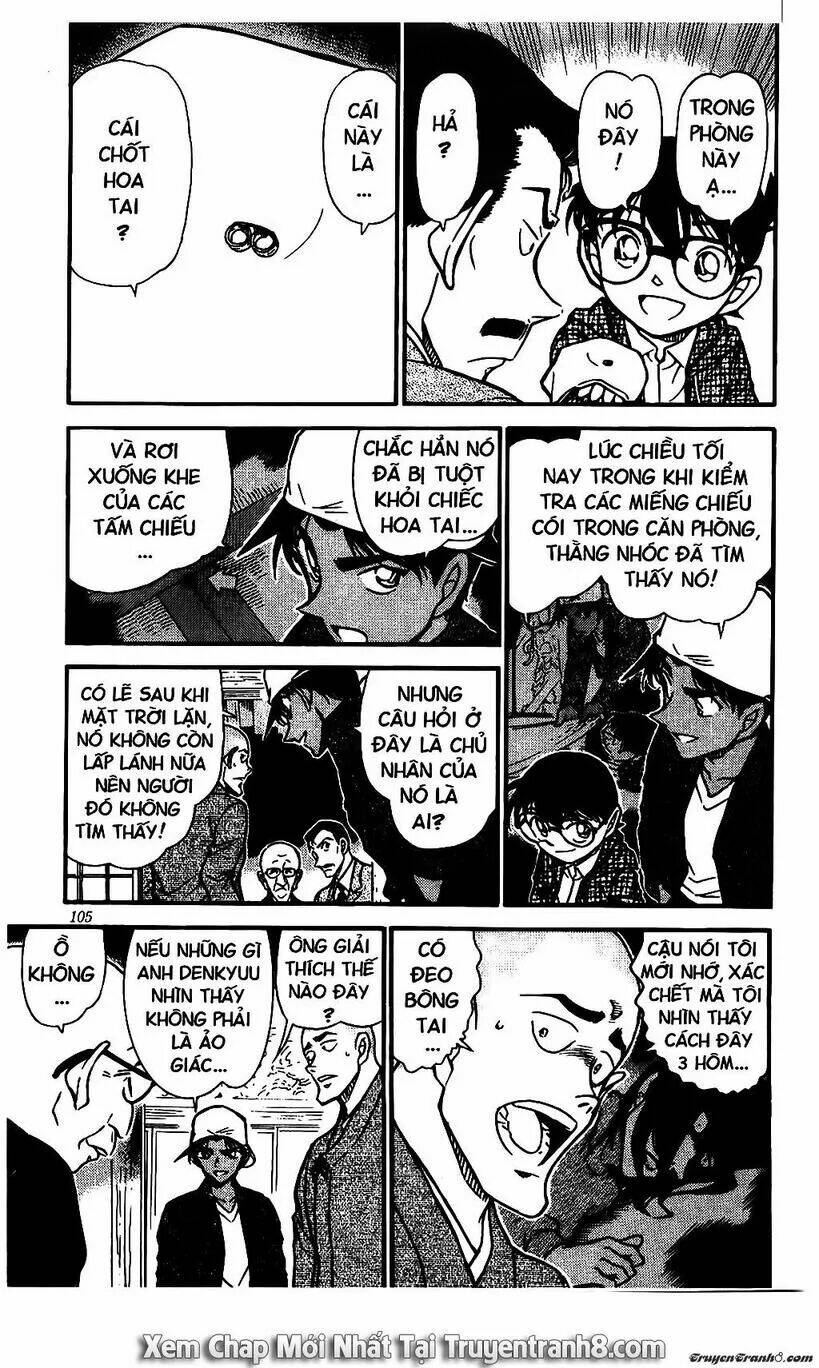 TRONG
PHÒNG
NÀY
Ạ...
NÓ
ĐÂY
!
HẢ
?
CÁI
NÀY
LÀ
...
CÁI
CHỐT
HOA
TAI
?
LÚC CHIỀU TỐI
NAY TRONG KHI KIỂM
TRA CÁC MIẾNG CHIẾU
CÓI TRONG CĂN PHÒNG,
THẰNG NHÓC ĐÃ TÌM
THẤY NÓ!
CHẮC HẲN NÓ
ĐÃ BỊ TUỘT
KHỎI CHIẾC
HOA TAI...
VÀ RƠI
XUỐNG KHE
CỦA CÁC
TẤM CHIẾU
...
NHƯNG
CÂU HỎI Ở
ĐÂY LÀ CHỦ
NHÂN CỦA
NÓ LÀ
AI?
CÓ LẼ SAU KHI
MẶT TRỜI LẶN,
NÓ KHÔNG CÒN
LẤP LÁNH NỮA
NÊN NGƯỜI
ĐÓ KHÔNG
TÌM THẤY!
105
CẬU NÓI TÔI
MỚI NHỚ, XÁC
CHẾT MÀ TÔI
NHÌN THẤY
CÁCH ĐÂY
3 HÔM...
CÓ
ĐEO
BÔNG
TAI
...
ÔNG GIẢI
THÍCH THẾ
NÀO ĐÂY
?
NẾU NHỮNG GÌ
ANH DENKYUU
NHÌN THẤY
KHÔNG PHẢI
LÀ ẢO
GIÁC...
Ồ
KHÔNG
...
Xem Chap Mới Nhất Tại Truyentranh8.com
TruyenTranh8.com